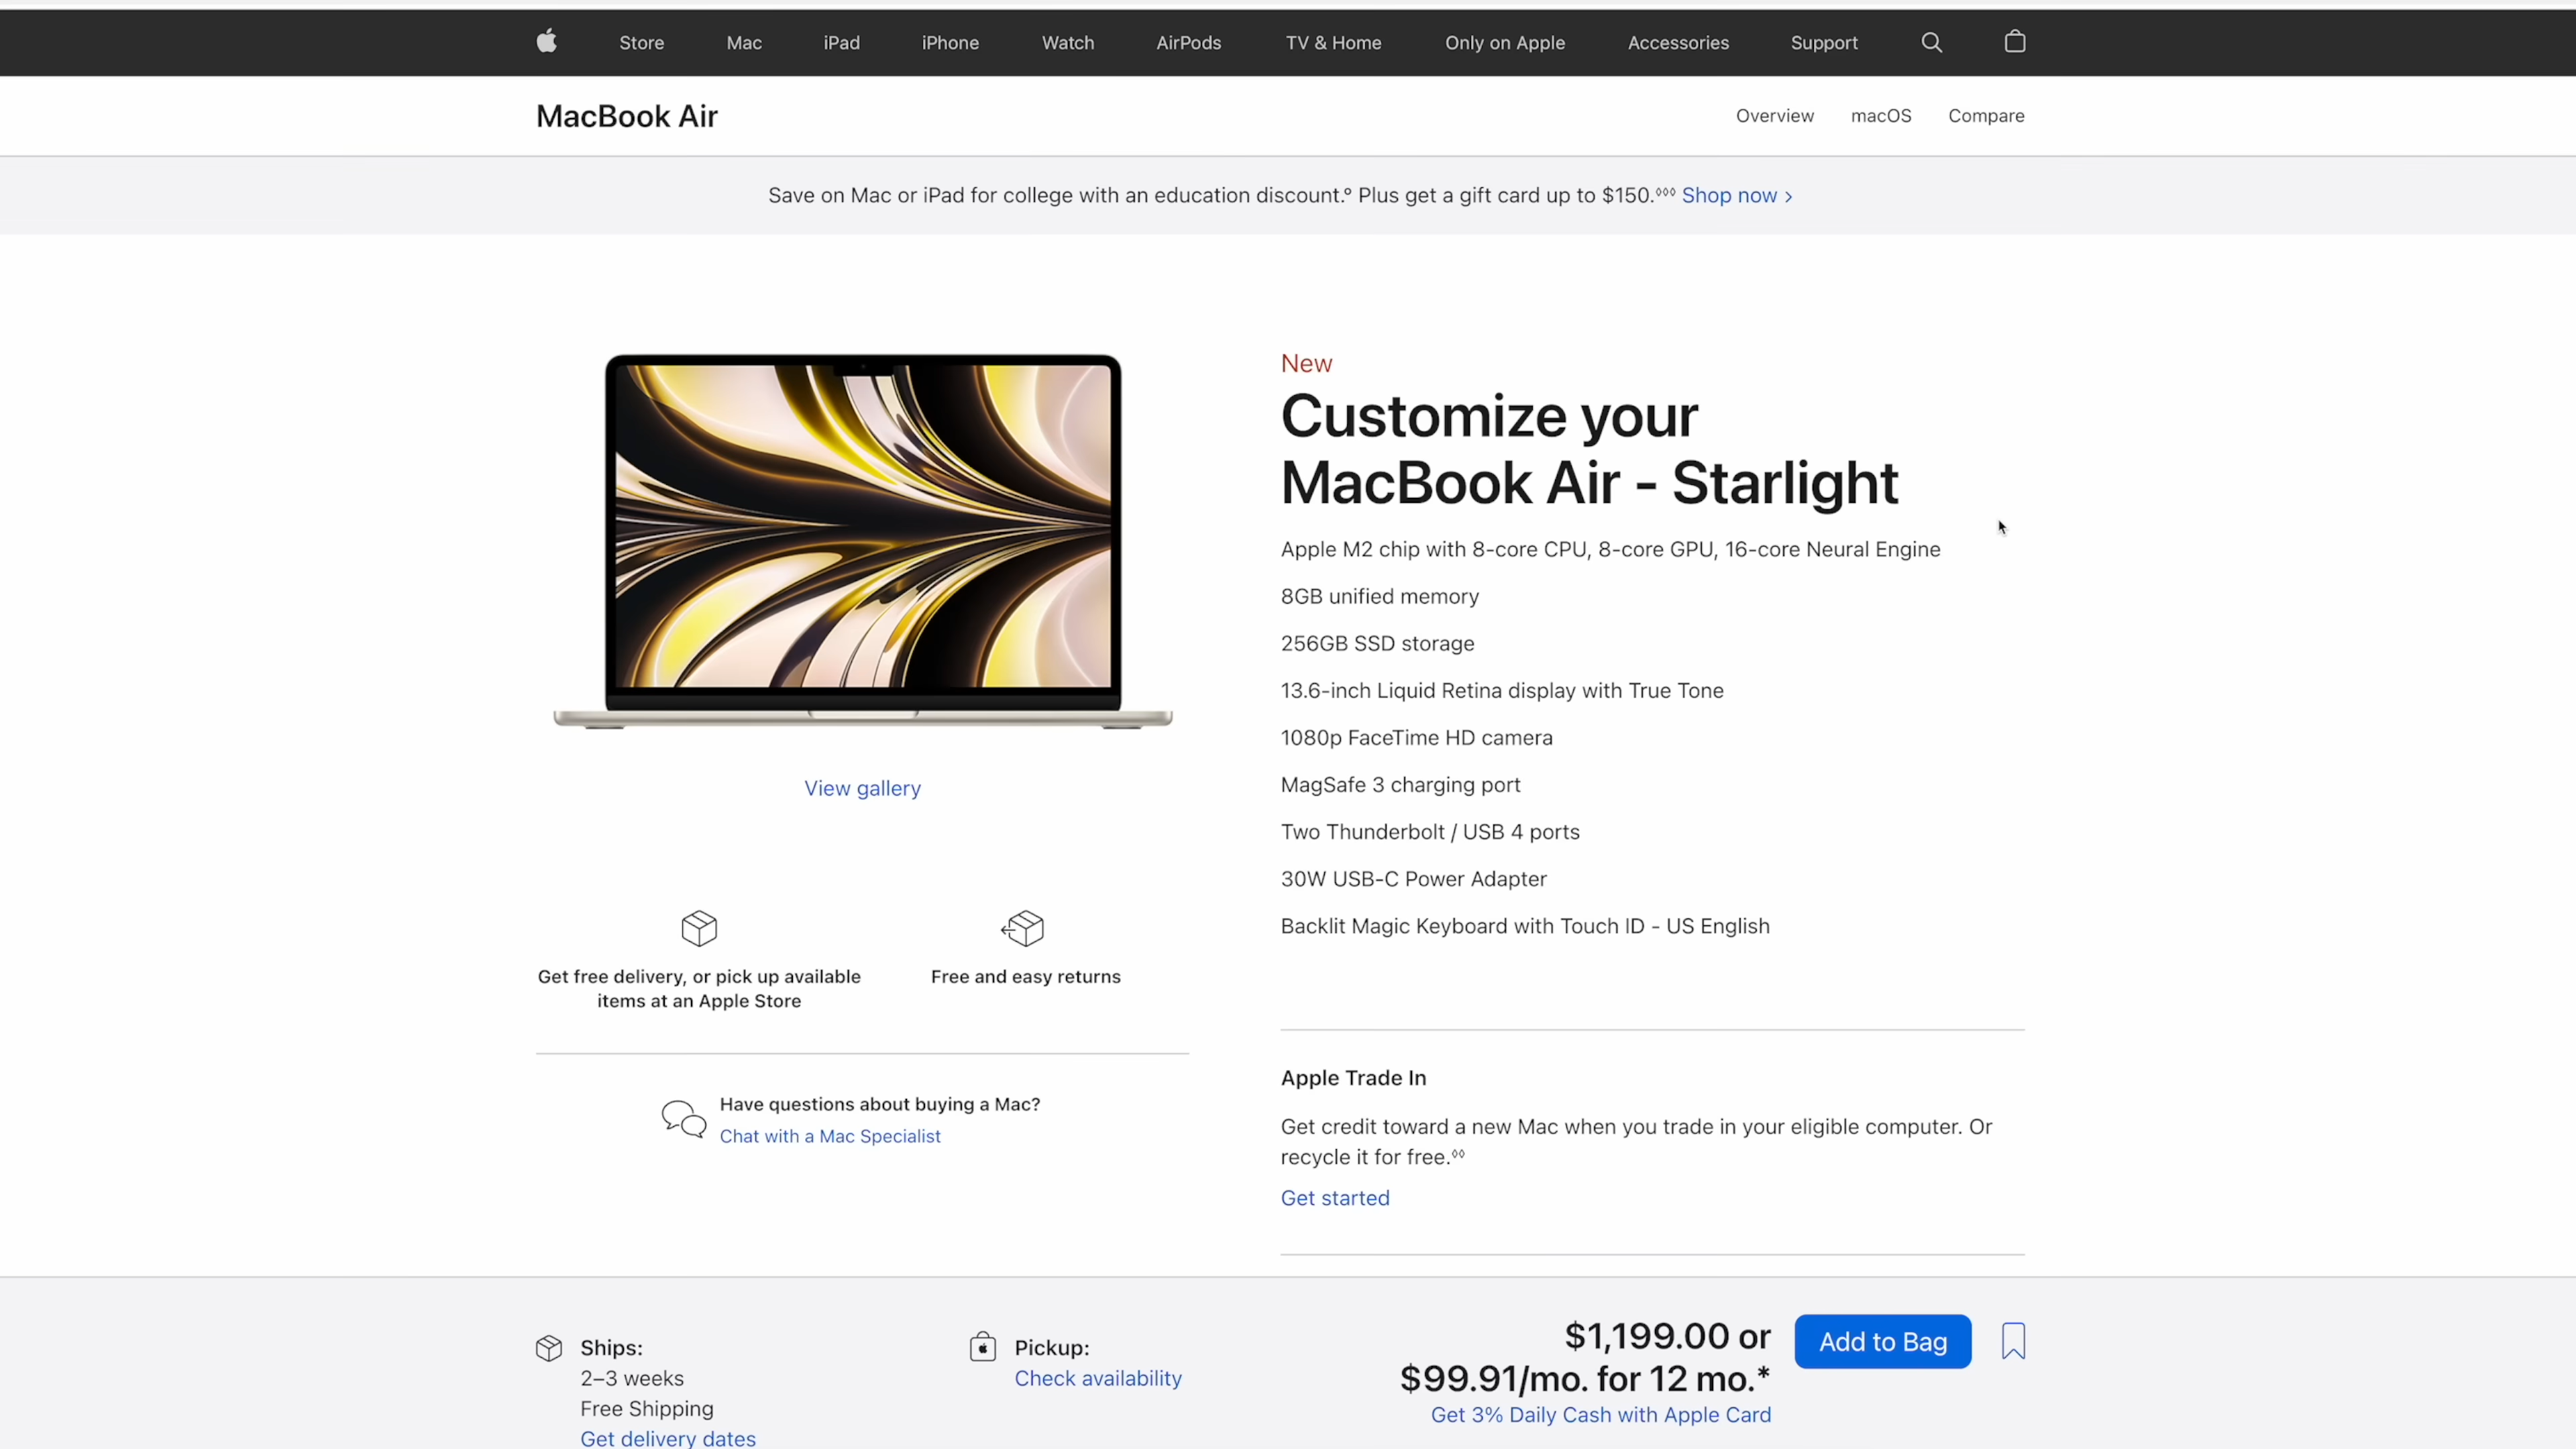 Store Mac iPad iPhone Watch AirPods TV & Home Only on Apple Accessories Support
MacBook Air
Overview macOS Compare
Save on Mac or iPad for college with an education discount.º Plus get a gift card up to $150.◊◊◊ Shop now >
New
Customize your
MacBook Air - Starlight
Apple M2 chip with 8-core CPU, 8-core GPU, 16-core Neural Engine
8GB unified memory
256GB SSD storage
13.6-inch Liquid Retina display with True Tone
1080p FaceTime HD camera
MagSafe 3 charging port
Two Thunderbolt / USB 4 ports
30W USB-C Power Adapter
Backlit Magic Keyboard with Touch ID - US English
View gallery
Get free delivery, or pick up available
items at an Apple Store
Free and easy returns
Have questions about buying a Mac?
Chat with a Mac Specialist
Apple Trade In
Get credit toward a new Mac when you trade in your eligible computer. Or
recycle it for free.◊◊
Get started
Ships:
2–3 weeks
Free Shipping
Get delivery dates
Pickup:
Check availability
$1,199.00 or
$99.91/mo. for 12 mo.*
Get 3% Daily Cash with Apple Card
Add to Bag